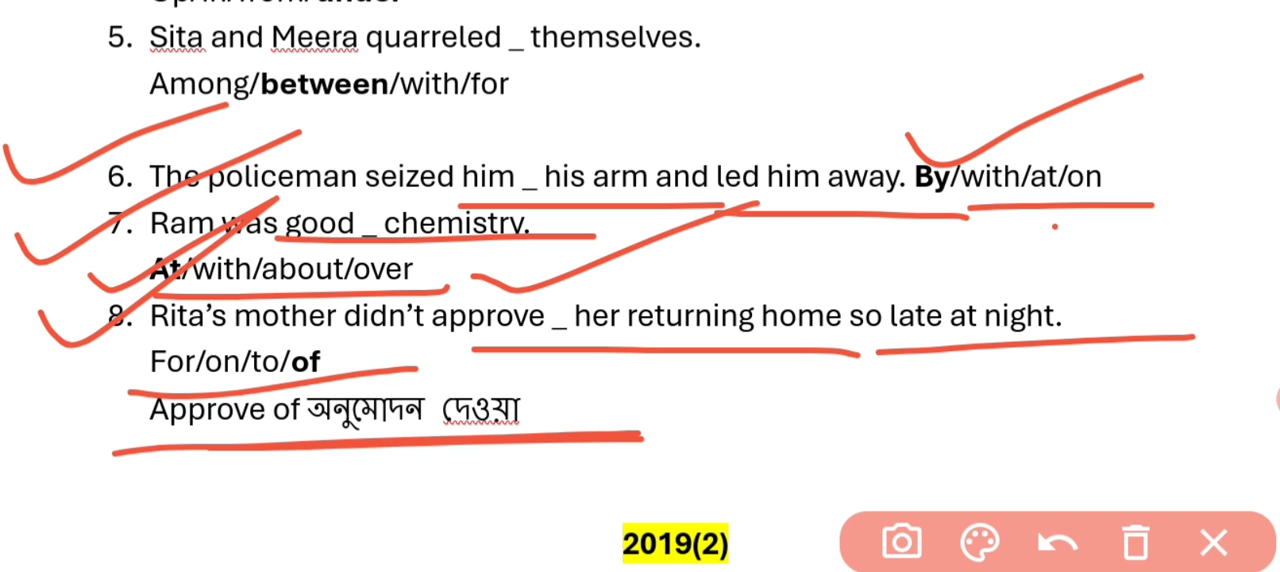 5. Sita and Meera quarreled _ themselves.
Among/between/with/for
6. The policeman seized him _ his arm and led him away. By/with/at/on
7. Ram was good _ chemistry.
At/with/about/over
8. Rita's mother didn't approve _ her returning home so late at night.
For/on/to/of
Approve of অনুমোদন দেওয়া
2019(2)